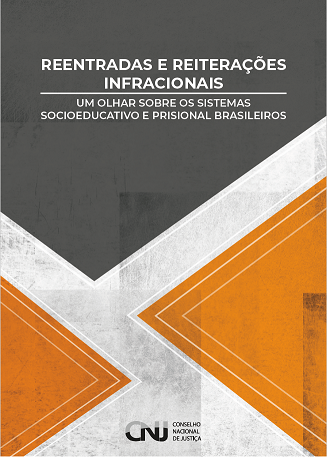 REENTRADAS E REITERAÇÕES
INFRACIONAIS
UM OLHAR SOBRE OS SISTEMAS
SOCIOEDUCATIVO E PRISIONAL BRASILEIROS
CNJ
CONSELHO
NACIONAL
DE JUSTIÇA